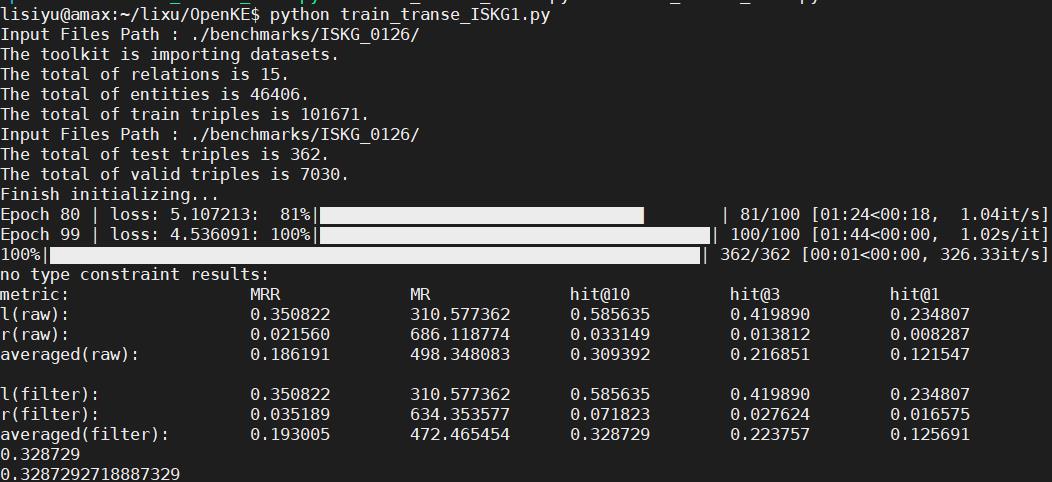 lisiyu@amax:~/lixu/OpenKE$ python train_transe_ISKG1.py
Input Files Path : ./benchmarks/ISKG_0126/
The toolkit is importing datasets.
The total of relations is 15.
The total of entities is 46406.
The total of train triples is 101671.
Input Files Path : ./benchmarks/ISKG_0126/
The total of test triples is 362.
The total of valid triples is 7030.
Finish initializing...
Epoch 80 | loss: 5.107213:  81%| | 81/100 [01:24<00:18,  1.04it/s]
Epoch 99 | loss: 4.536091: 100%| | 100/100 [01:44<00:00,  1.02s/it]
100%| | 362/362 [00:01<00:00, 326.33it/s]
no type constraint results:
metric: MRR MR hit@10 hit@3 hit@1
l(raw): 0.350822 310.577362 0.585635 0.419890 0.234807
r(raw): 0.021560 686.118774 0.033149 0.013812 0.008287
averaged(raw): 0.186191 498.348083 0.309392 0.216851 0.121547
l(filter): 0.350822 310.577362 0.585635 0.419890 0.234807
r(filter): 0.035189 634.353577 0.071823 0.027624 0.016575
averaged(filter): 0.193005 472.465454 0.328729 0.223757 0.125691
0.328729
0.3287292718887329